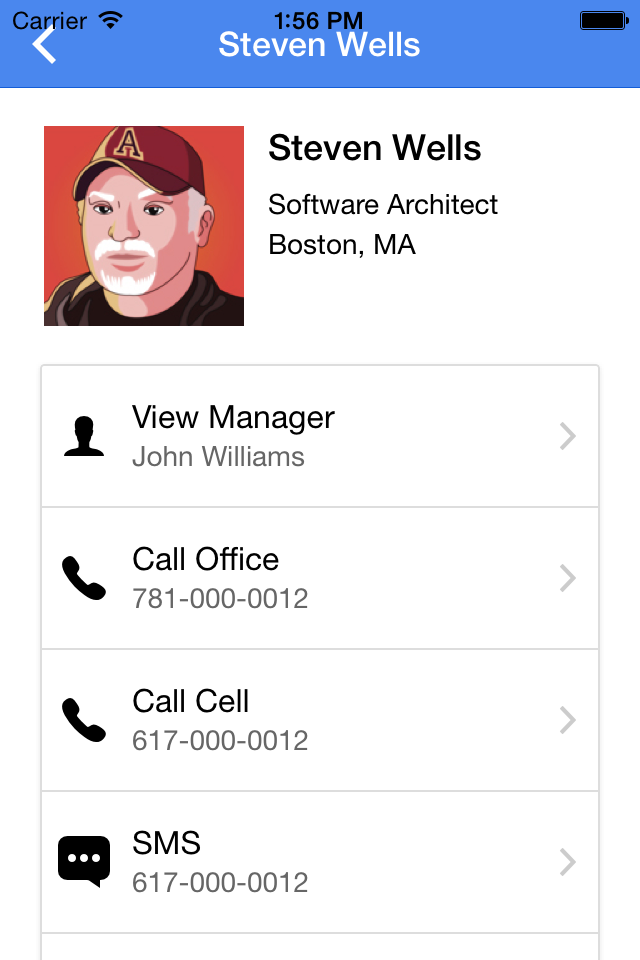 Carrier 1:56 PM
Steven Wells
A
Steven Wells
Software Architect
Boston, MA
View Manager
John Williams
Call Office
781-000-0012
Call Cell
617-000-0012
SMS
617-000-0012